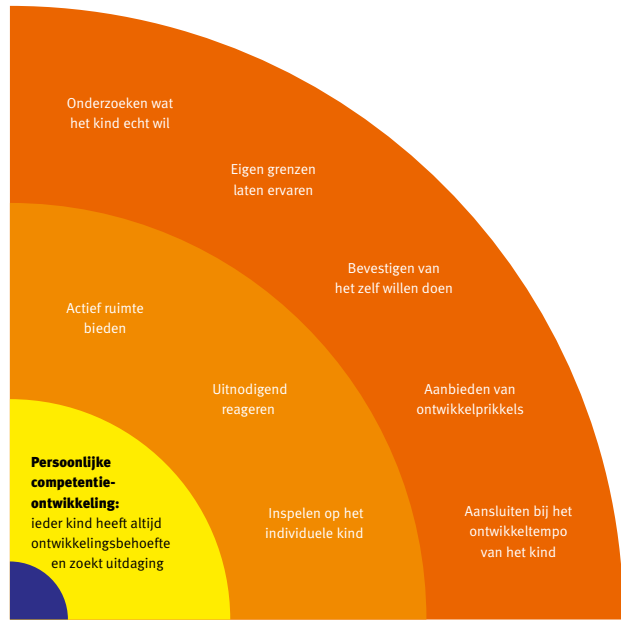 Onderzoeken wat
het kind echt wil
Eigen grenzen
laten ervaren
Bevestigen van
het zelf willen doen
Actief ruimte
bieden
Uitnodigend
reageren
Aanbieden van
ontwikkelprikkels
Persoonlijke
competentie-
ontwikkeling:
ieder kind heeft altijd
ontwikkelingsbehoefte
en zoekt uitdaging
Inspelen op het
individuele kind
Aansluiten bij het
ontwikkeltempo
van het kind